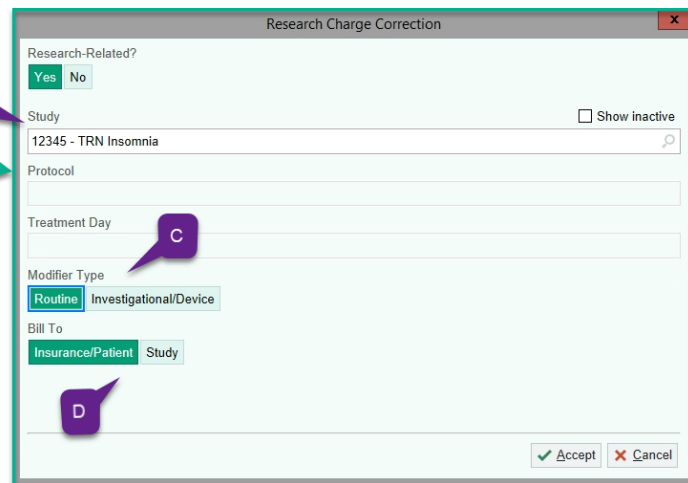 Research Charge Correction
x
Research-Related?
Yes No
Study
Show inactive
12345 - TRN Insomnia
Protocol
Treatment Day
C
Modifier Type
Routine Investigational/Device
Bill To
Insurance/Patient Study
D
Accept Cancel